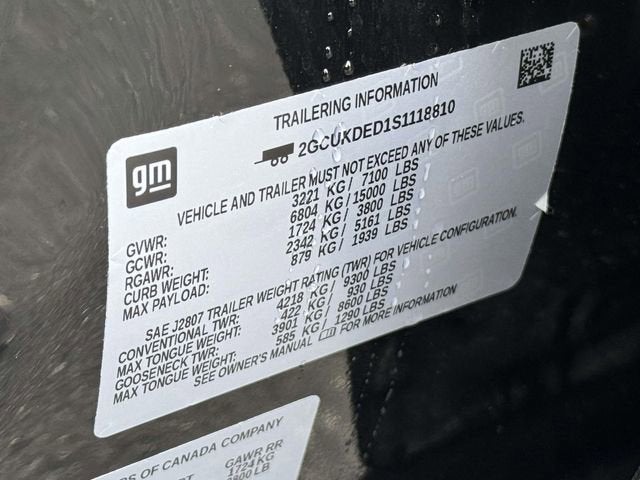 TRAILERING INFORMATION
gm
2GCUKDED1S1118810
VEHICLE AND TRAILER MUST NOT EXCEED ANY OF THESE VALUES.
GVWR: 3221 KG / 7100 LBS
GCWR: 6804 KG / 15000 LBS
RGAWR: 1724 KG / 3800 LBS
CURB WEIGHT: 2342 KG / 5161 LBS
MAX PAYLOAD: 879 KG / 1939 LBS
SAE J2807 TRAILER WEIGHT RATING (TWR) FOR VEHICLE CONFIGURATION.
CONVENTIONAL TWR: 4218 KG / 9300 LBS
MAX TONGUE WEIGHT: 422 KG / 930 LBS
GOOSENECK TWR: 3901 KG / 8600 LBS
MAX TONGUE WEIGHT: 585 KG / 1290 LBS
SEE OWNER'S MANUAL FOR MORE INFORMATION
OF CANADA COMPANY
GAWR RR
1724 KG
3800 LB